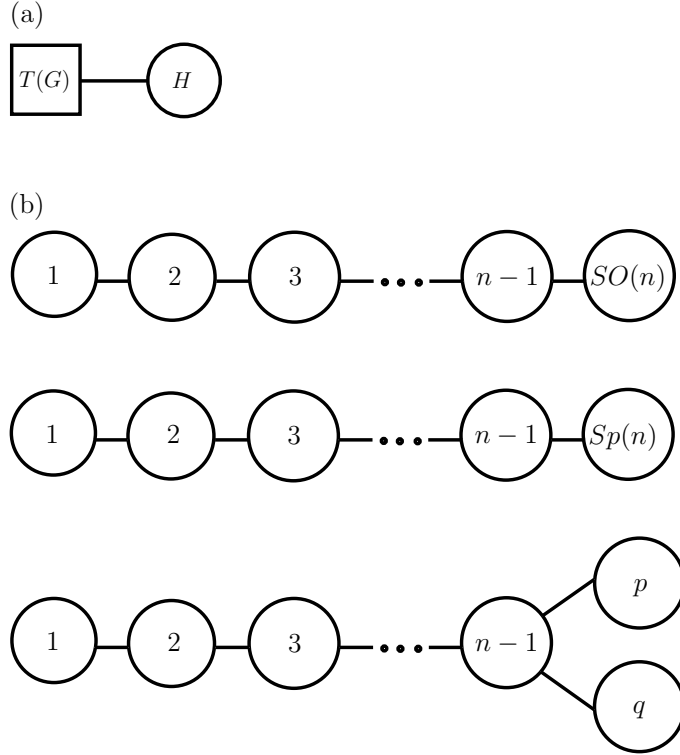 (a)
T(G) H
(b)
1 2 3 n − 1 SO(n)
1 2 3 n − 1 Sp(n)
p
1 2 3 n − 1
q